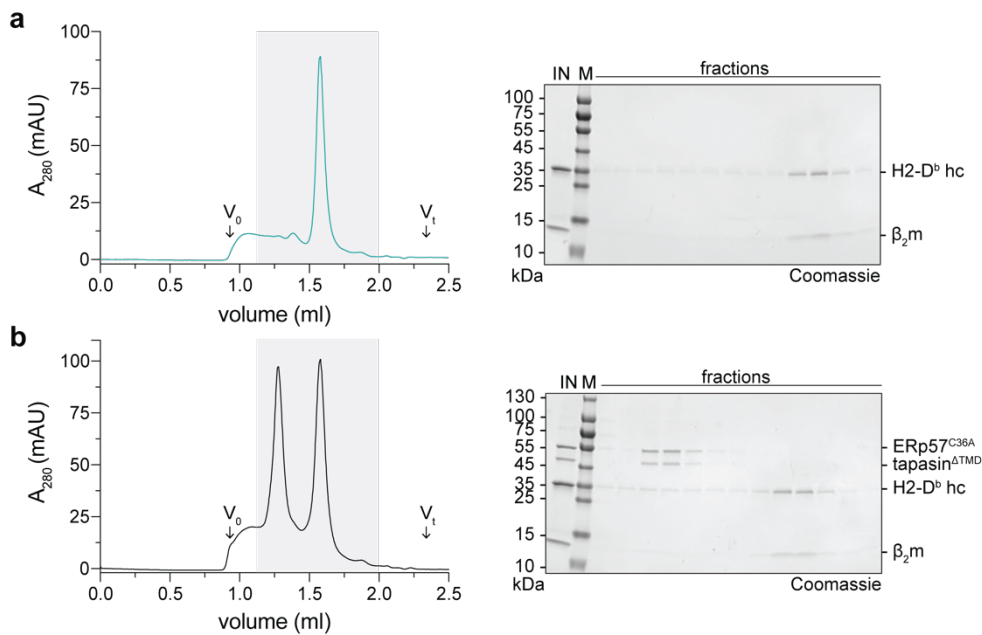 a
100
75
50
25
0
A₂₈₀ (mAU)
V₀
Vₜ
0.0 0.5 1.0 1.5 2.0 2.5
volume (ml)
IN M fractions
100
75
55
45
35
25
15
10
kDa
H2-Dᵇ hc
β₂m
Coomassie
b
100
75
50
25
0
A₂₈₀ (mAU)
V₀
Vₜ
0.0 0.5 1.0 1.5 2.0 2.5
volume (ml)
IN M fractions
130
100
75
55
45
35
25
15
10
kDa
ERp57ᶜ³⁶ᴬ
tapasinᐞᵀᴹᴰ
H2-Dᵇ hc
β₂m
Coomassie